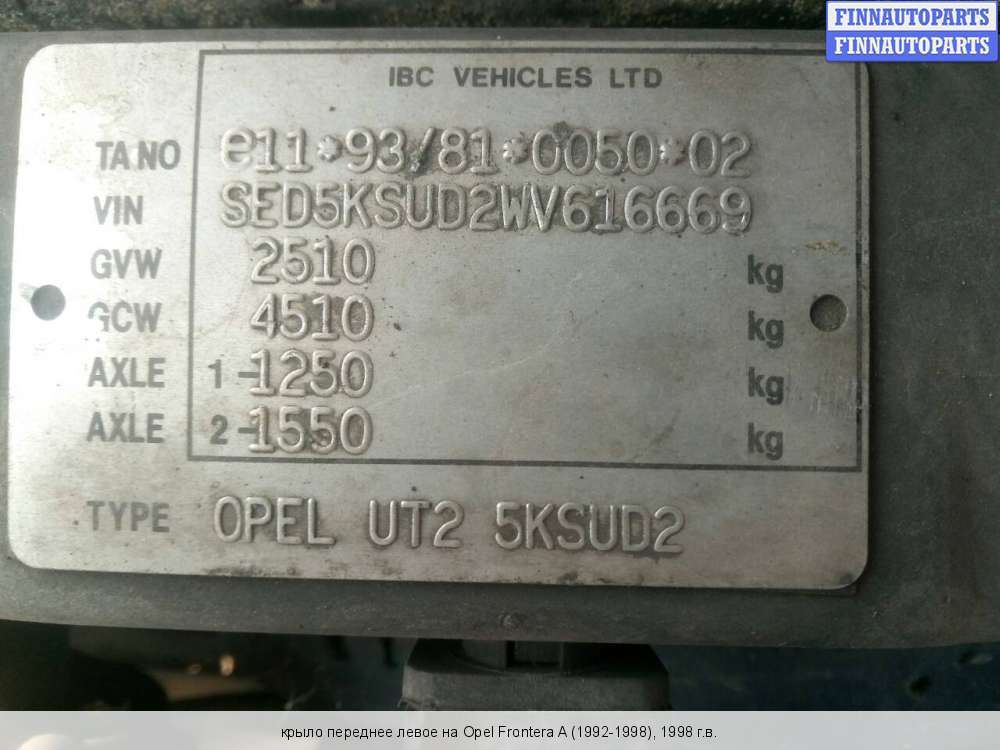 FINNAUTOPARTS
FINNAUTOPARTS
IBC VEHICLES LTD
TA NO e11*93/81*0050*02
VIN SED5KSUD2WV616669
GVW 2510 kg
GCW 4510 kg
AXLE 1-1250 kg
AXLE 2-1550 kg
TYPE OPEL UT2 5KSUD2
крыло переднее левое на Opel Frontera A (1992-1998), 1998 г.в.